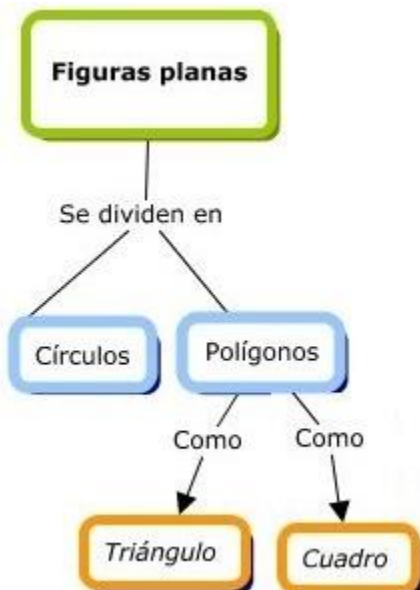 Figuras planas
Se dividen en
Círculos
Polígonos
Como
Como
Triángulo
Cuadro